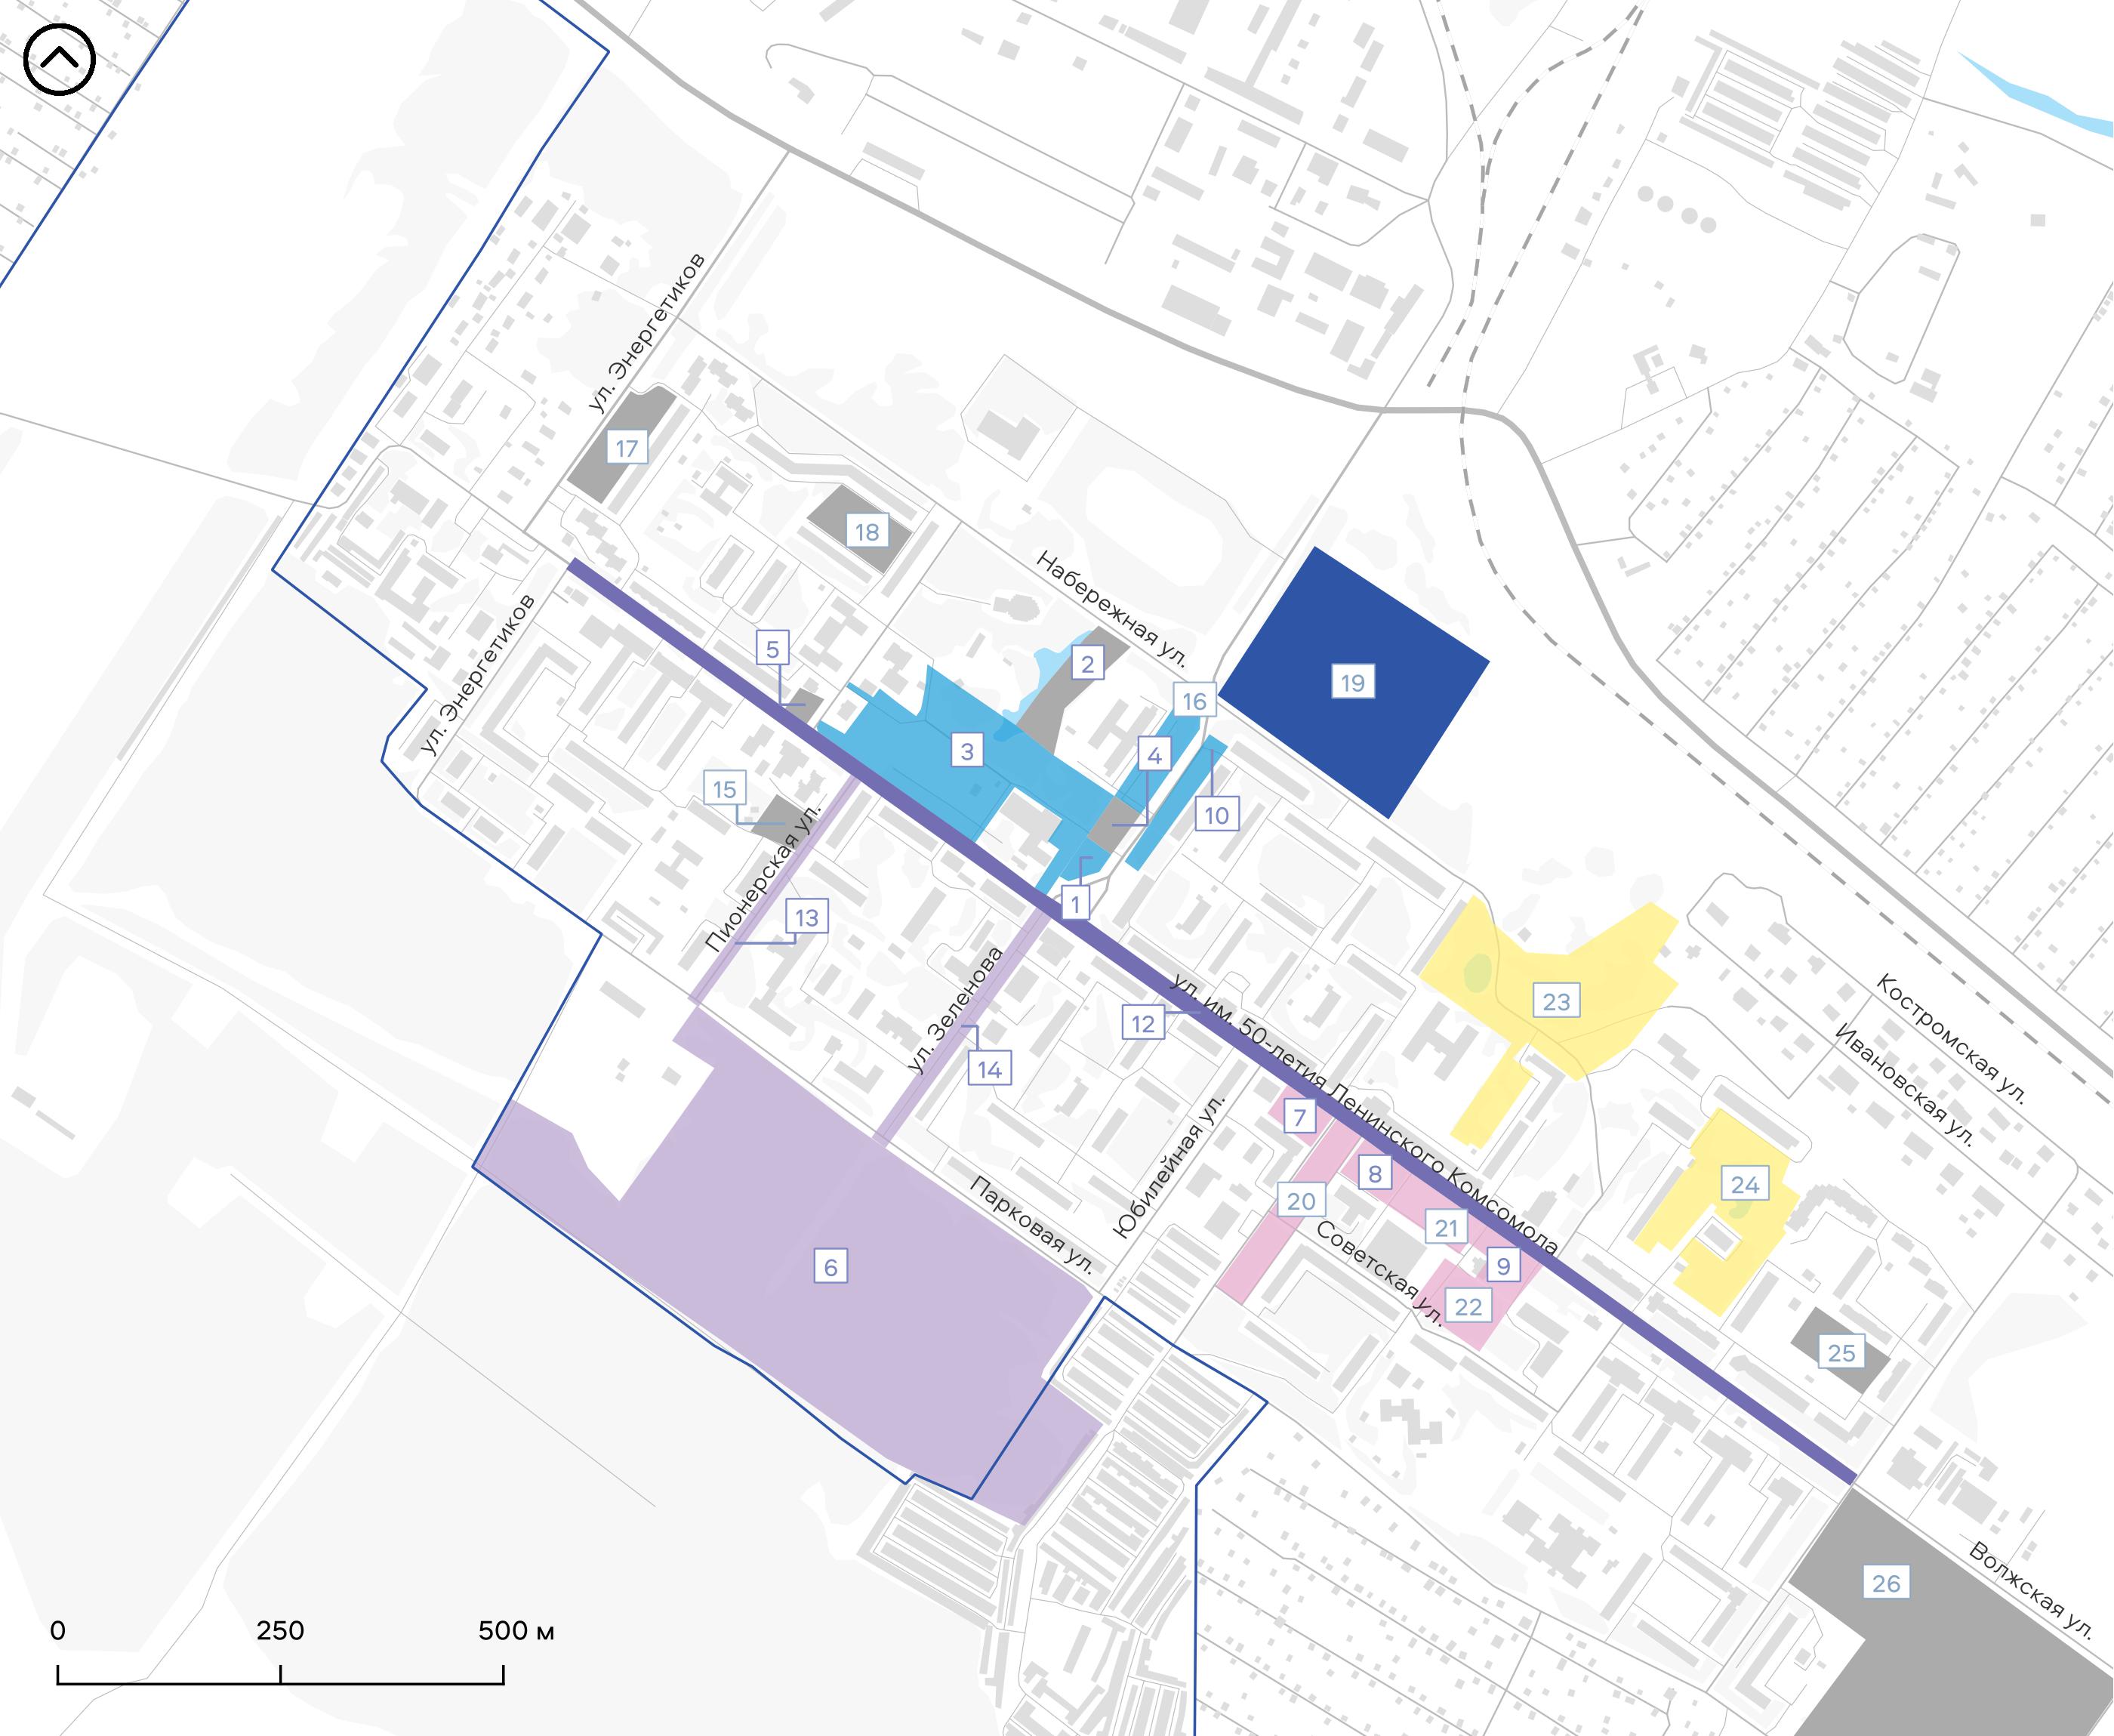 ул. Энергетиков
17
18
Набережная ул.
ул. Энергетиков
5
2
19
16
3
4
15
10
Пионерская ул.
13
1
ул. Зеленова
12
14
ул. им. 50-летия Ленинского Комсомола
23
Костромская ул.
Ивановская ул.
Юбилейная ул.
7
8
20
21
24
Парковая ул.
Советская ул.
6
9
22
25
26
Волжская ул.
0 250 500 м